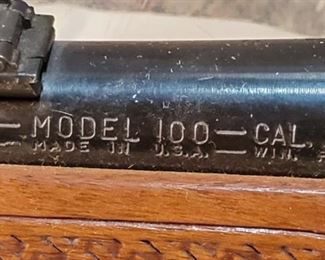 —MODEL 100—CAL.
MADE IN U.S.A. WIN.